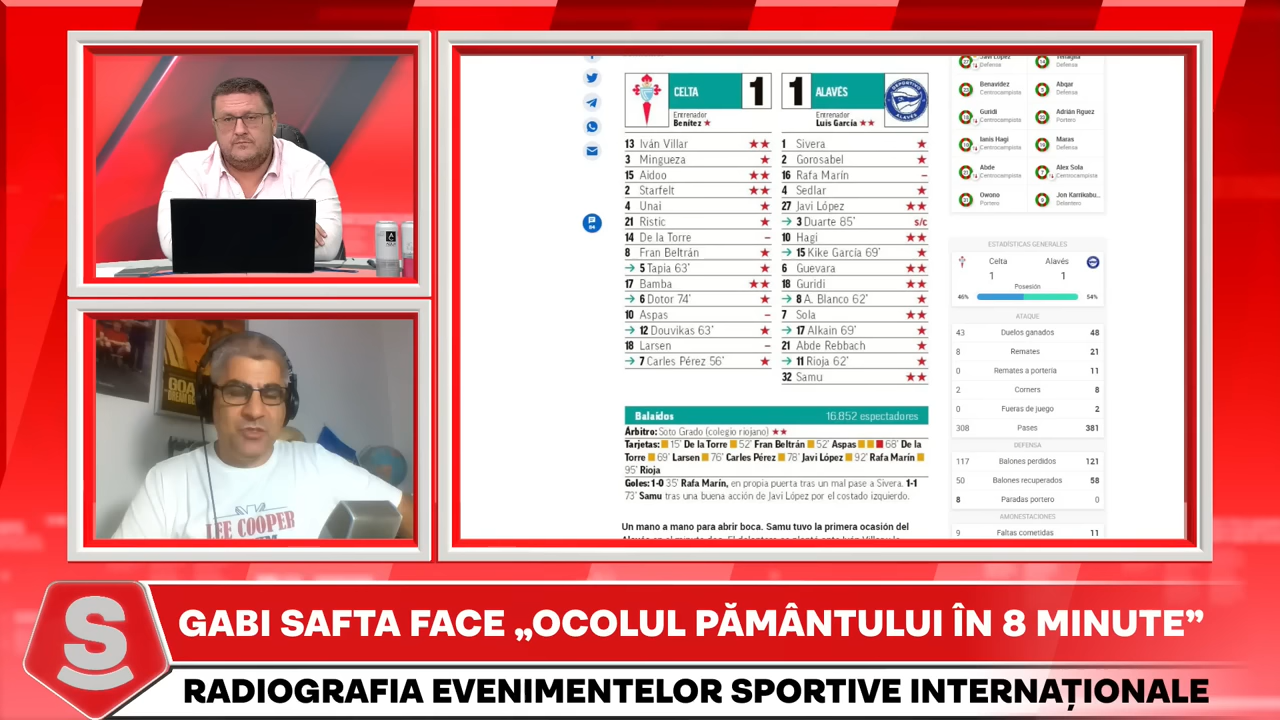 GOAL
DREAM BIG
LEE COOPER
CELTA 1
1 ALAVÉS
Entrenador
Benítez ★
Entrenador
Luis García ★★
13 Iván Villar ★★
3 Mingueza ★
15 Aidoo ★★
2 Starfelt ★★
4 Unai ★
21 Ristic ★
14 De la Torre –
8 Fran Beltrán ★
→ 5 Tapia 63' ★
17 Bamba ★★
→ 6 Dotor 74' ★
10 Aspas –
→ 12 Douvikas 63' ★
18 Larsen –
→ 7 Carles Pérez 56' ★
1 Sivera ★
2 Gorosabel ★
16 Rafa Marín –
4 Sedlar ★
27 Javi López ★★
→ 3 Duarte 85' s/c
10 Hagi ★★
→ 15 Kike García 69' ★
6 Guevara ★★
18 Guridi ★★
→ 8 A. Blanco 62' ★
7 Sola ★★
→ 17 Alkain 69' ★
21 Abde Rebbach ★
→ 11 Rioja 62' ★
32 Samu ★★
Balaídos 16.852 espectadores
Árbitro: Soto Grado (colegio riojano) ★★
Tarjetas: 15' De la Torre 52' Fran Beltrán 52' Aspas 68' De la
Torre 69' Larsen 76' Carles Pérez 78' Javi López 92' Rafa Marín
95' Rioja
Goles: 1-0 35' Rafa Marín, en propia puerta tras un mal pase a Sivera. 1-1
73' Samu tras una buena acción de Javi López por el costado izquierdo.
Un mano a mano para abrir boca. Samu tuvo la primera ocasión del
Javi López
Defensa
Tenaglia
Defensa
Benavidez
Centrocampista
Abqar
Defensa
Guridi
Centrocampista
Adrián Rguez
Portero
Ianis Hagi
Centrocampista
Maras
Defensa
Abde
Centrocampista
Alex Sola
Centrocampista
Owono
Portero
Jon Karrikabu...
Delantero
ESTADÍSTICAS GENERALES
Celta Alavés
1 1
Posesión
46% 54%
ATAQUE
43 Duelos ganados 48
8 Remates 21
0 Remates a portería 11
2 Corners 8
0 Fueras de juego 2
308 Pases 381
DEFENSA
117 Balones perdidos 121
50 Balones recuperados 58
8 Paradas portero 0
AMONESTACIONES
9 Faltas cometidas 11
S
GABI SAFTA FACE „OCOLUL PĂMÂNTULUI ÎN 8 MINUTE”
RADIOGRAFIA EVENIMENTELOR SPORTIVE INTERNAȚIONALE